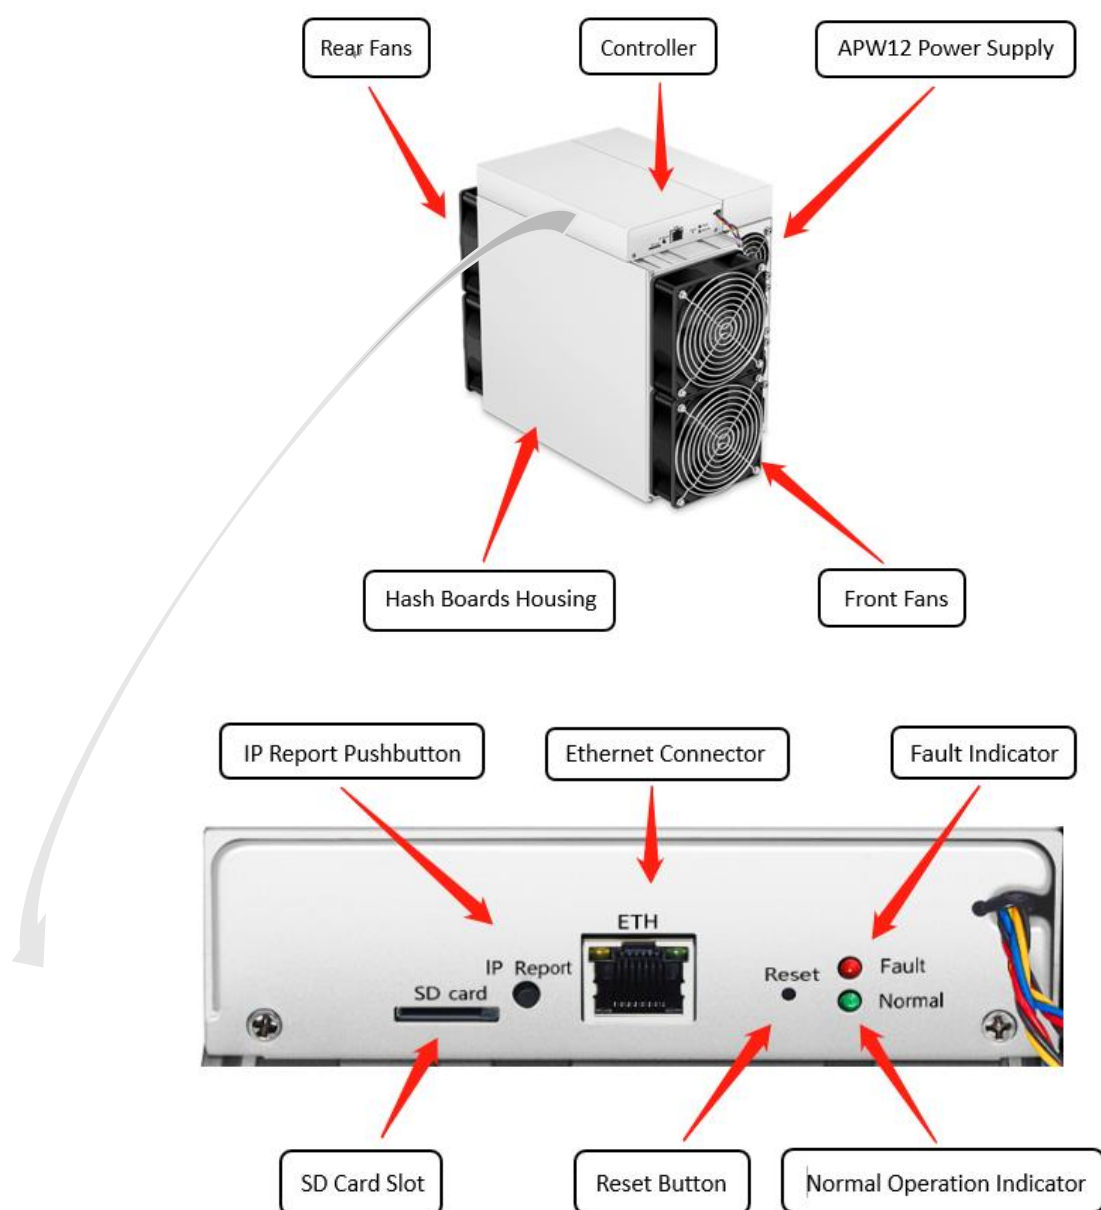 Rear Fans
Controller
APW12 Power Supply
Hash Boards Housing
Front Fans
IP Report Pushbutton
Ethernet Connector
Fault Indicator
ETH
IP Report
SD card
Reset
Fault
Normal
SD Card Slot
Reset Button
Normal Operation Indicator